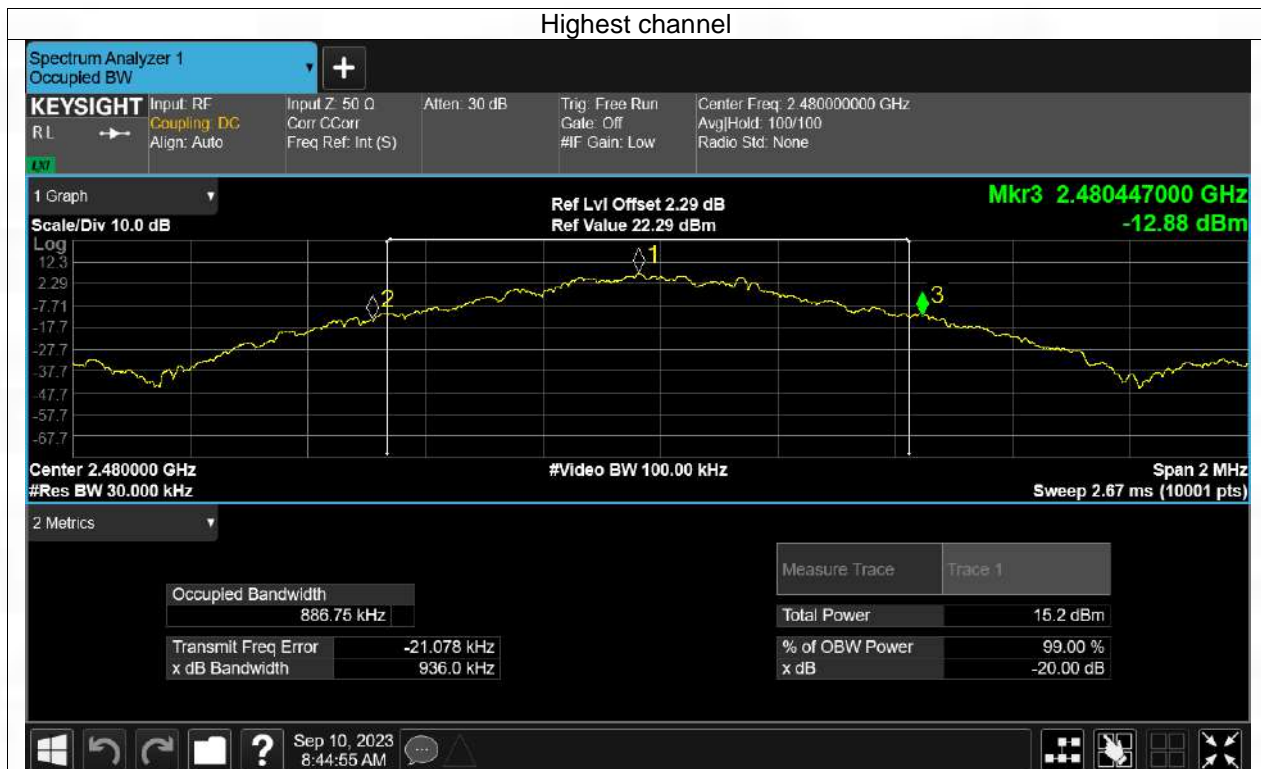 Highest channel
Spectrum Analyzer 1
Occupied BW
+
KEYSIGHT Input: RF Input Z: 50 Ω Atten: 30 dB Trig: Free Run Center Freq: 2.480000000 GHz
RL Coupling: DC Corr CCorr Gate: Off Avg|Hold: 100/100
Align: Auto Freq Ref: Int (S) #IF Gain: Low Radio Std: None
LXI
1 Graph Ref Lvl Offset 2.29 dB Mkr3 2.480447000 GHz
Scale/Div 10.0 dB Ref Value 22.29 dBm -12.88 dBm
Log
12.3
1
2.29
2
3
-7.71
-17.7
-27.7
-37.7
-47.7
-57.7
-67.7
Center 2.480000 GHz #Video BW 100.00 kHz Span 2 MHz
#Res BW 30.000 kHz Sweep 2.67 ms (10001 pts)
2 Metrics
Measure Trace Trace 1
Occupied Bandwidth
886.75 kHz Total Power 15.2 dBm
Transmit Freq Error -21.078 kHz % of OBW Power 99.00 %
x dB Bandwidth 936.0 kHz x dB -20.00 dB
? Sep 10, 2023
8:44:55 AM